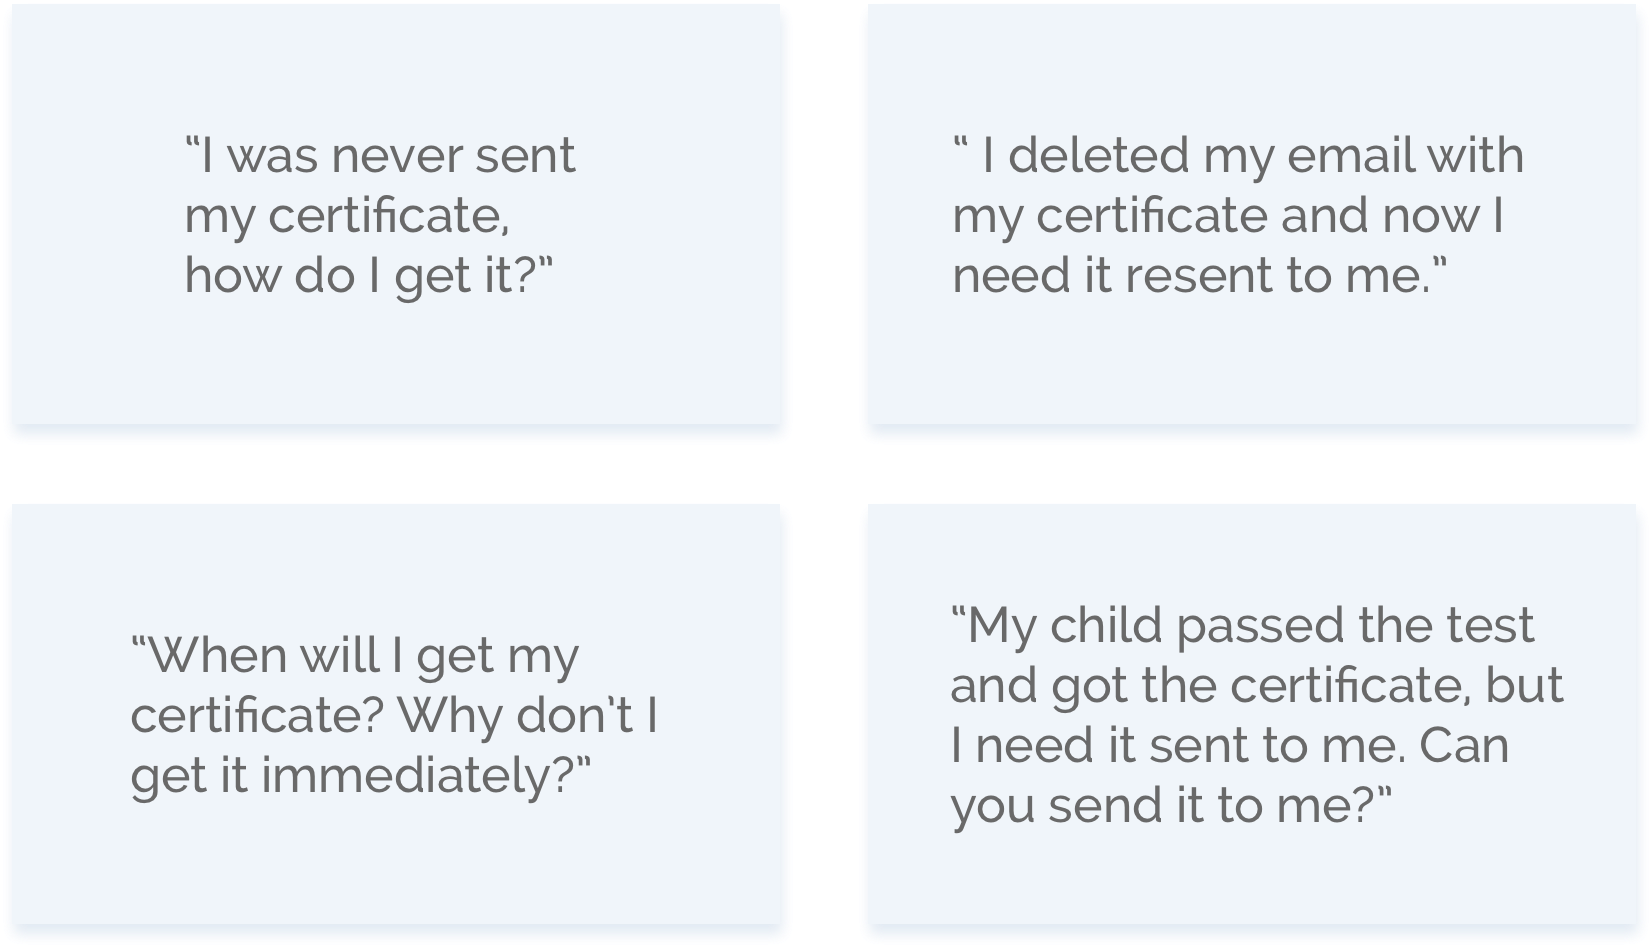 “I was never sent
my certificate,
how do I get it?”
“ I deleted my email with
my certificate and now I
need it resent to me.”
“When will I get my
certificate? Why don’t I
get it immediately?”
“My child passed the test
and got the certificate, but
I need it sent to me. Can
you send it to me?”